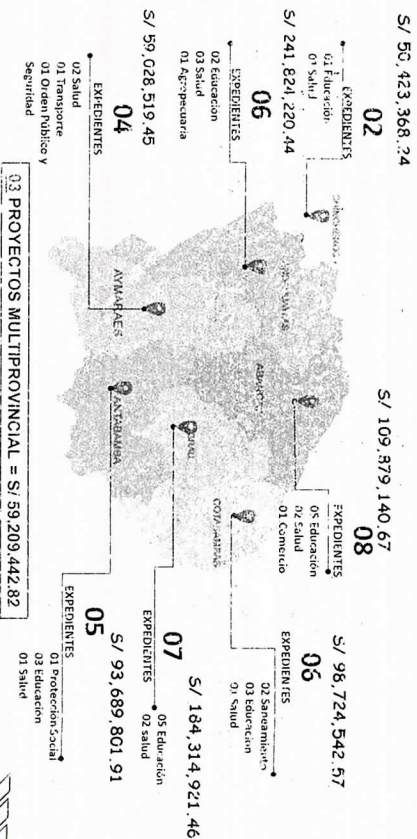 S/ 50,423,368.24
02
EXPEDIENTES
01 Educación
01 Salud
S/ 241,824,220.44
06
EXPEDIENTES
02 Educación
03 Salud
01 Agropecuaria
S/ 59,028,519.45
04
EXPEDIENTES
02 Salud
01 Transporte
01 Orden Público y
Seguridad
AYMARAES
ANTABAMBA
COTABAMBAS
S/ 109,879,140.67
08
EXPEDIENTES
05 Educación
02 Salud
01 Comercio
S/ 98,724,542.57
06
EXPEDIENTES
02 Saneamiento
03 Educación
01 Salud
S/ 184,314,921.46
07
EXPEDIENTES
05 Educación
02 salud
S/ 93,689,801.91
05
EXPEDIENTES
01 Protección Social
03 Educación
01 Salud
03 PROYECTOS MULTIPROVINCIAL = S/ 59,209,442.82